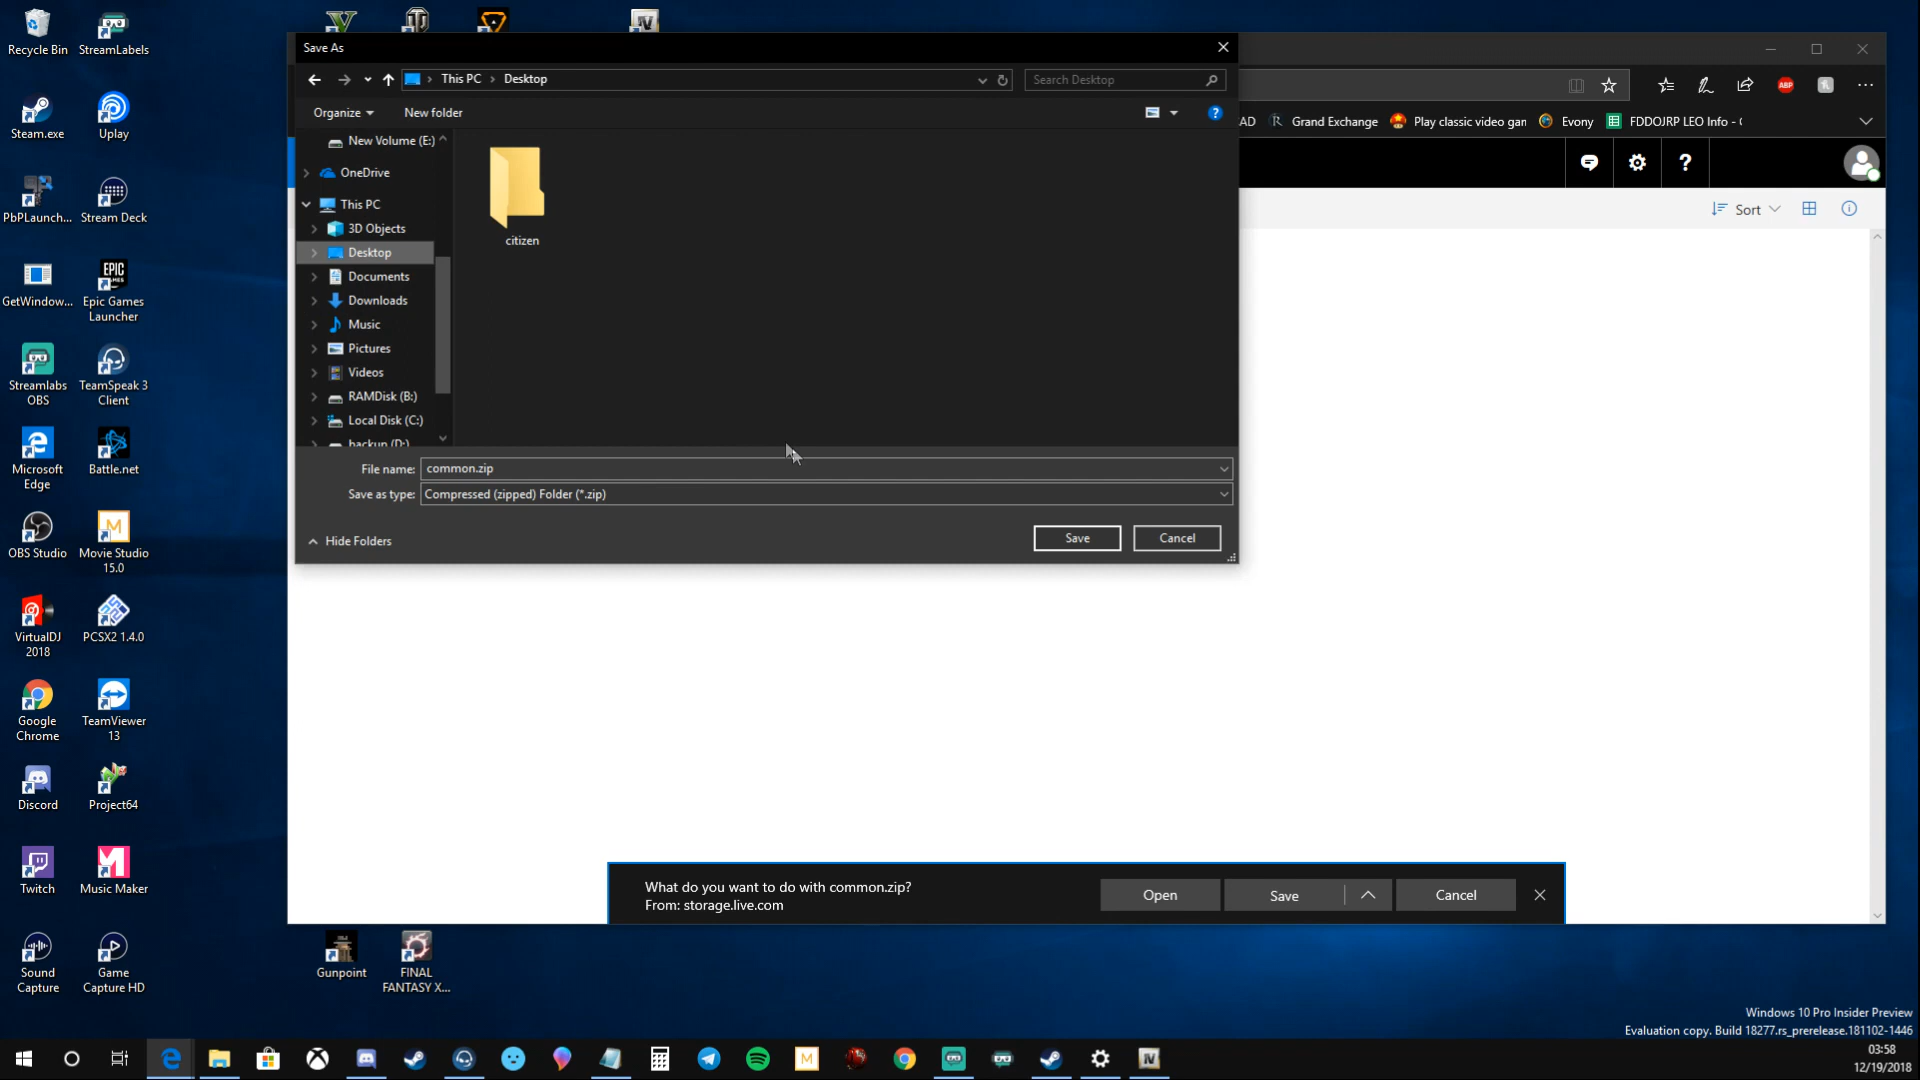 Recycle Bin
StreamLabels
Steam.exe
Uplay
PbPLaunch...
Stream Deck
GetWindow...
Epic Games
Launcher
Streamlabs
OBS
TeamSpeak 3
Client
Microsoft
Edge
Battle.net
OBS Studio
Movie Studio
15.0
VirtualDJ
2018
PCSX2 1.4.0
Google
Chrome
TeamViewer
13
Discord
Project64
Twitch
Music Maker
Sound
Capture
Game
Capture HD
Gunpoint
FINAL
FANTASY X...
Save As
This PC > Desktop
Search Desktop
Organize
New folder
New Volume (E:)
OneDrive
This PC
3D Objects
Desktop
Documents
Downloads
Music
Pictures
Videos
RAMDisk (B:)
Local Disk (C:)
backup (D:)
citizen
File name: common.zip
Save as type: Compressed (zipped) Folder (*.zip)
Hide Folders
Save
Cancel
ABP
AD
Grand Exchange
Play classic video gan
Evony
FDDOJRP LEO Info - (
Sort
What do you want to do with common.zip?
From: storage.live.com
Open
Save
Cancel
Windows 10 Pro Insider Preview
Evaluation copy. Build 18277.rs_prerelease.181102-1446
03:58
12/19/2018